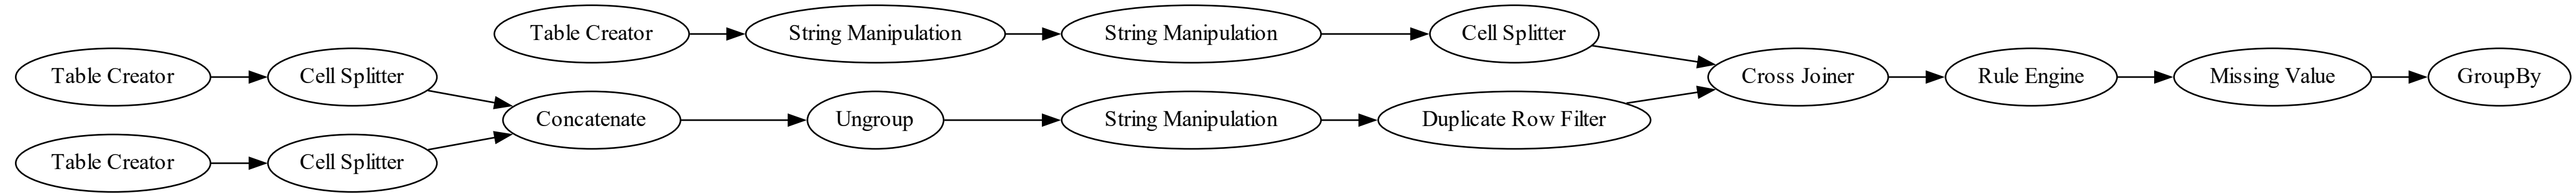 Table Creator
String Manipulation
String Manipulation
Cell Splitter
Table Creator
Cell Splitter
Cross Joiner
Rule Engine
Missing Value
GroupBy
Concatenate
Ungroup
String Manipulation
Duplicate Row Filter
Table Creator
Cell Splitter